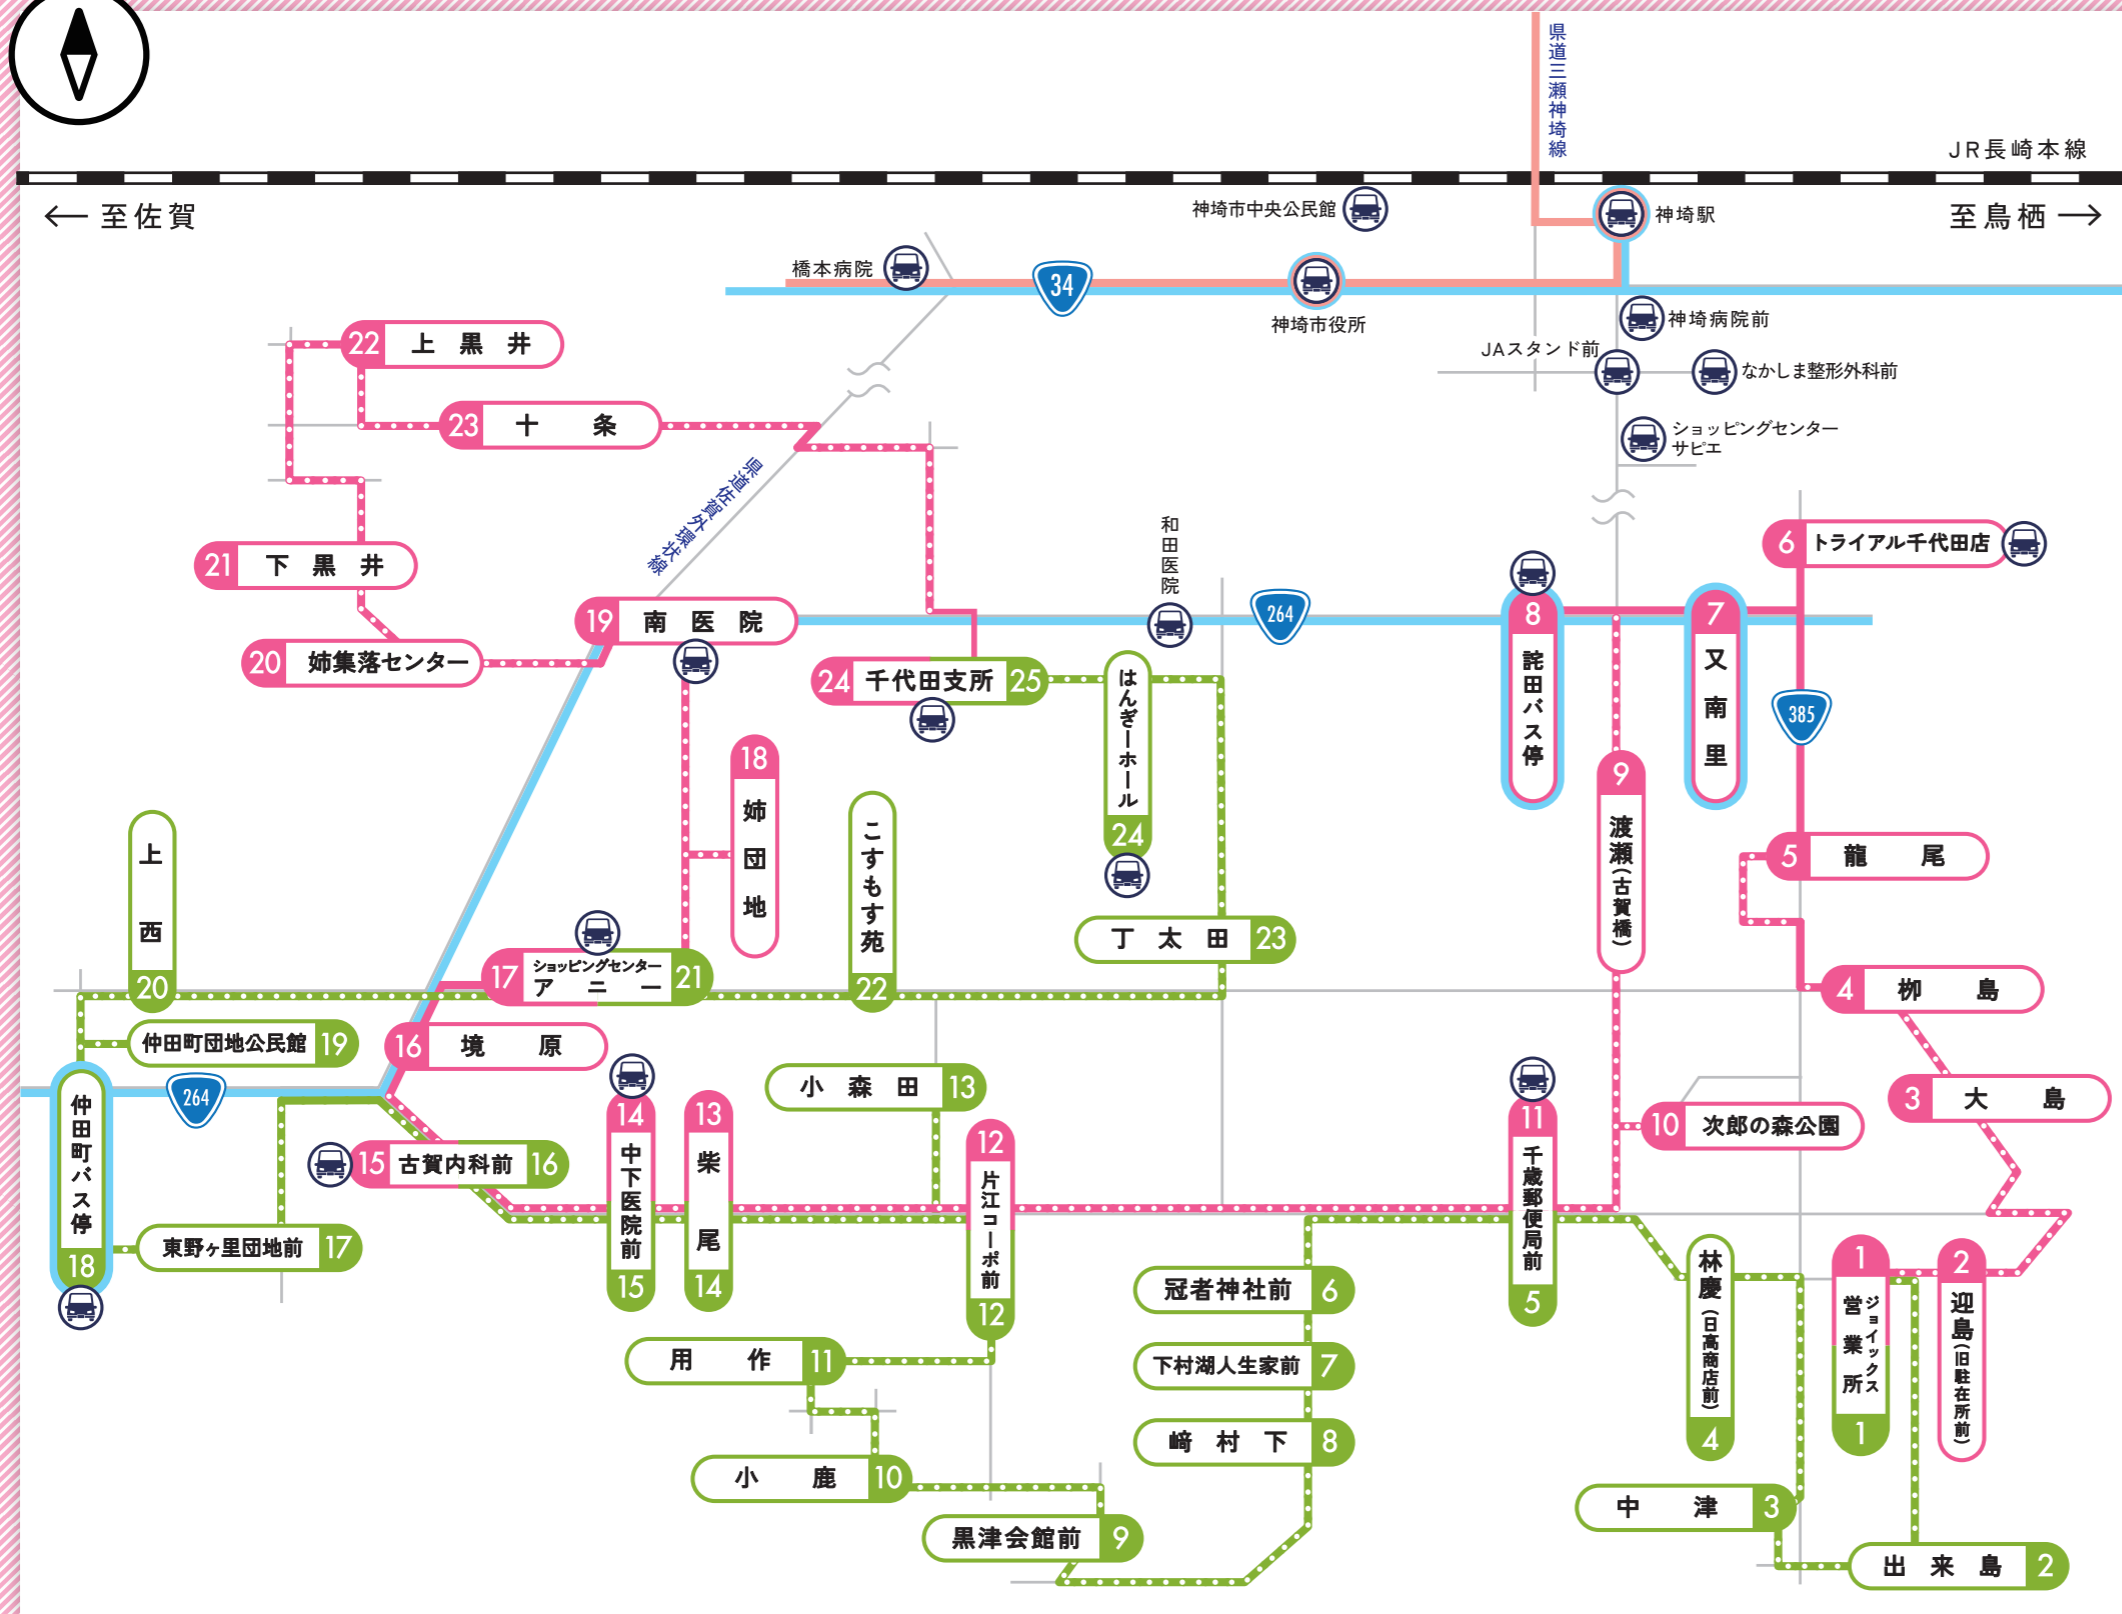 県道三瀬神埼線
JR長崎本線
← 至佐賀
至鳥栖 →
神埼市中央公民館
神埼駅
橋本病院
34
神埼市役所
神埼病院前
JAスタンド前
なかしま整形外科前
ショッピングセンター
サピエ
22 上黒井
23 十条
県道佐賀外環状線
和田医院
6 トライアル千代田店
21 下黒井
19 南医院
264
8 詫田バス停
7 又南里
20 姉集落センター
24 千代田支所 25
はんぎーホール 24
385
18 姉団地
9 渡瀬(古賀橋)
こすもす苑 22
上西 20
5 龍尾
丁太田 23
17 ショッピングセンター
アニー 21
4 栁島
仲田町団地公民館 19
16 境原
264
小森田 13
仲田町バス停 18
14 中下医院前 15
13 柴尾 14
12 片江コーポ前 12
11 千歳郵便局前 5
10 次郎の森公園
3 大島
15 古賀内科前 16
東野ヶ里団地前 17
冠者神社前 6
林慶(日高商店前) 4
1 ジョイックス
営業所 1
2 迎島(旧駐在所前)
用作 11
下村湖人生家前 7
﨑村下 8
小鹿 10
中津 3
黒津会館前 9
出来島 2